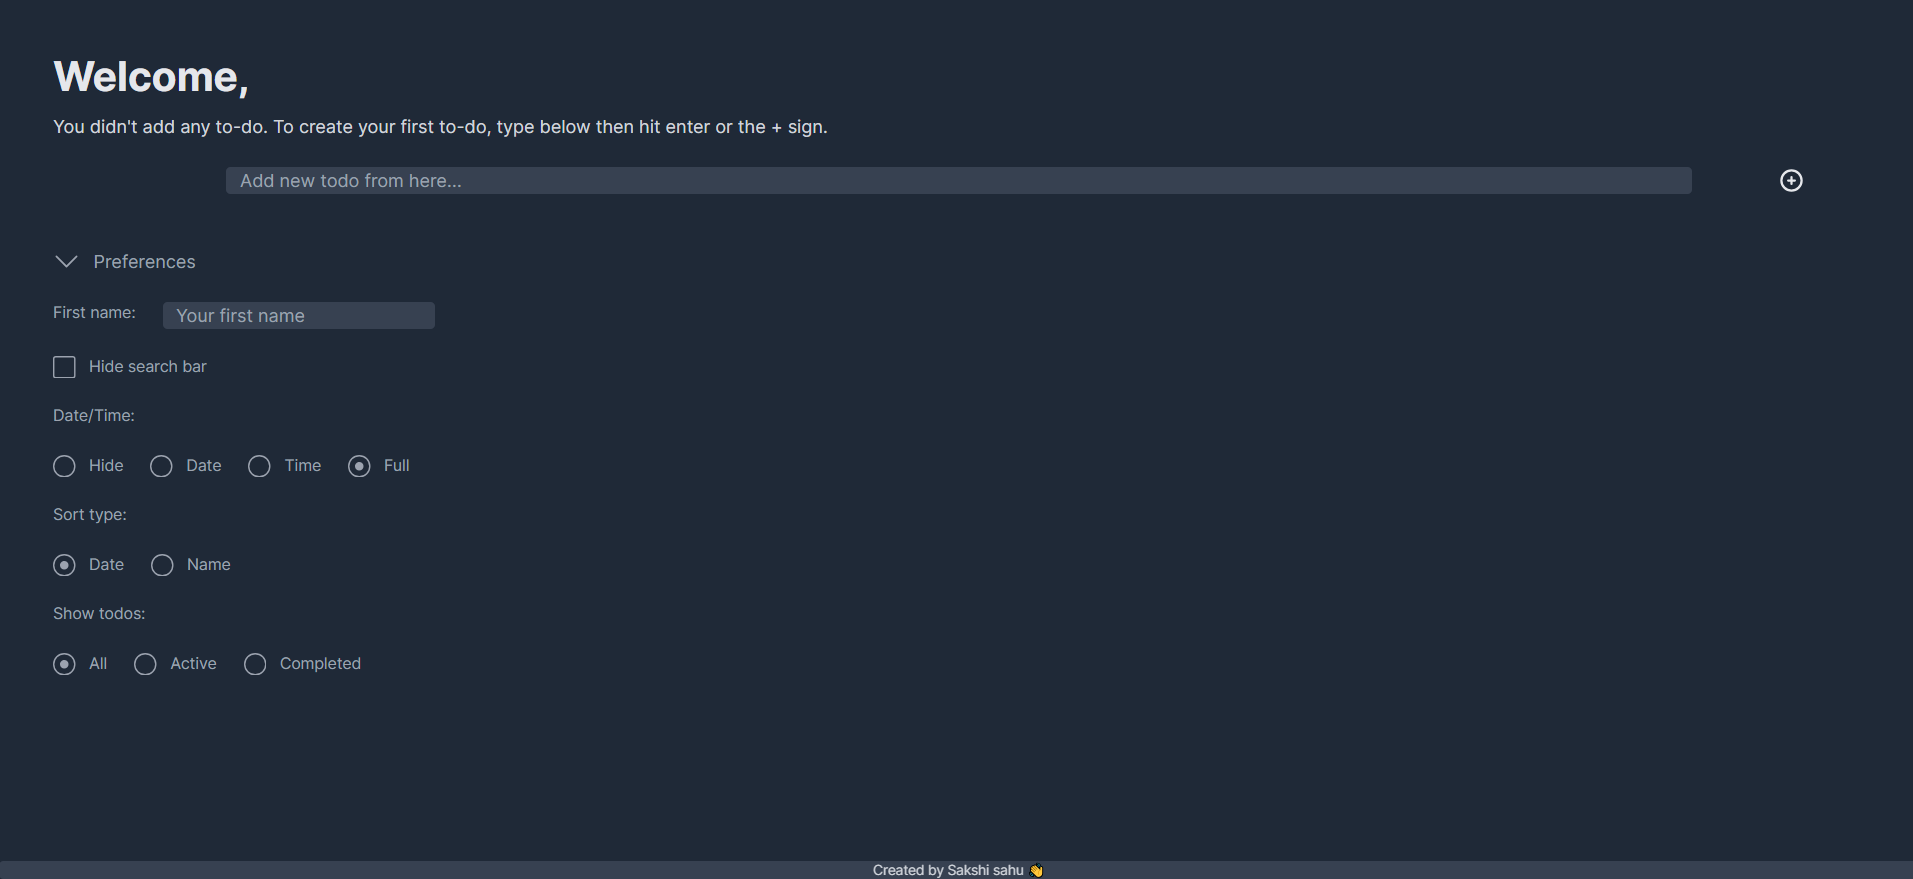 Welcome,
You didn't add any to-do. To create your first to-do, type below then hit enter or the + sign.
Add new todo from here...
Preferences
First name: Your first name
Hide search bar
Date/Time:
Hide Date Time Full
Sort type:
Date Name
Show todos:
All Active Completed
Created by Sakshi sahu 👏